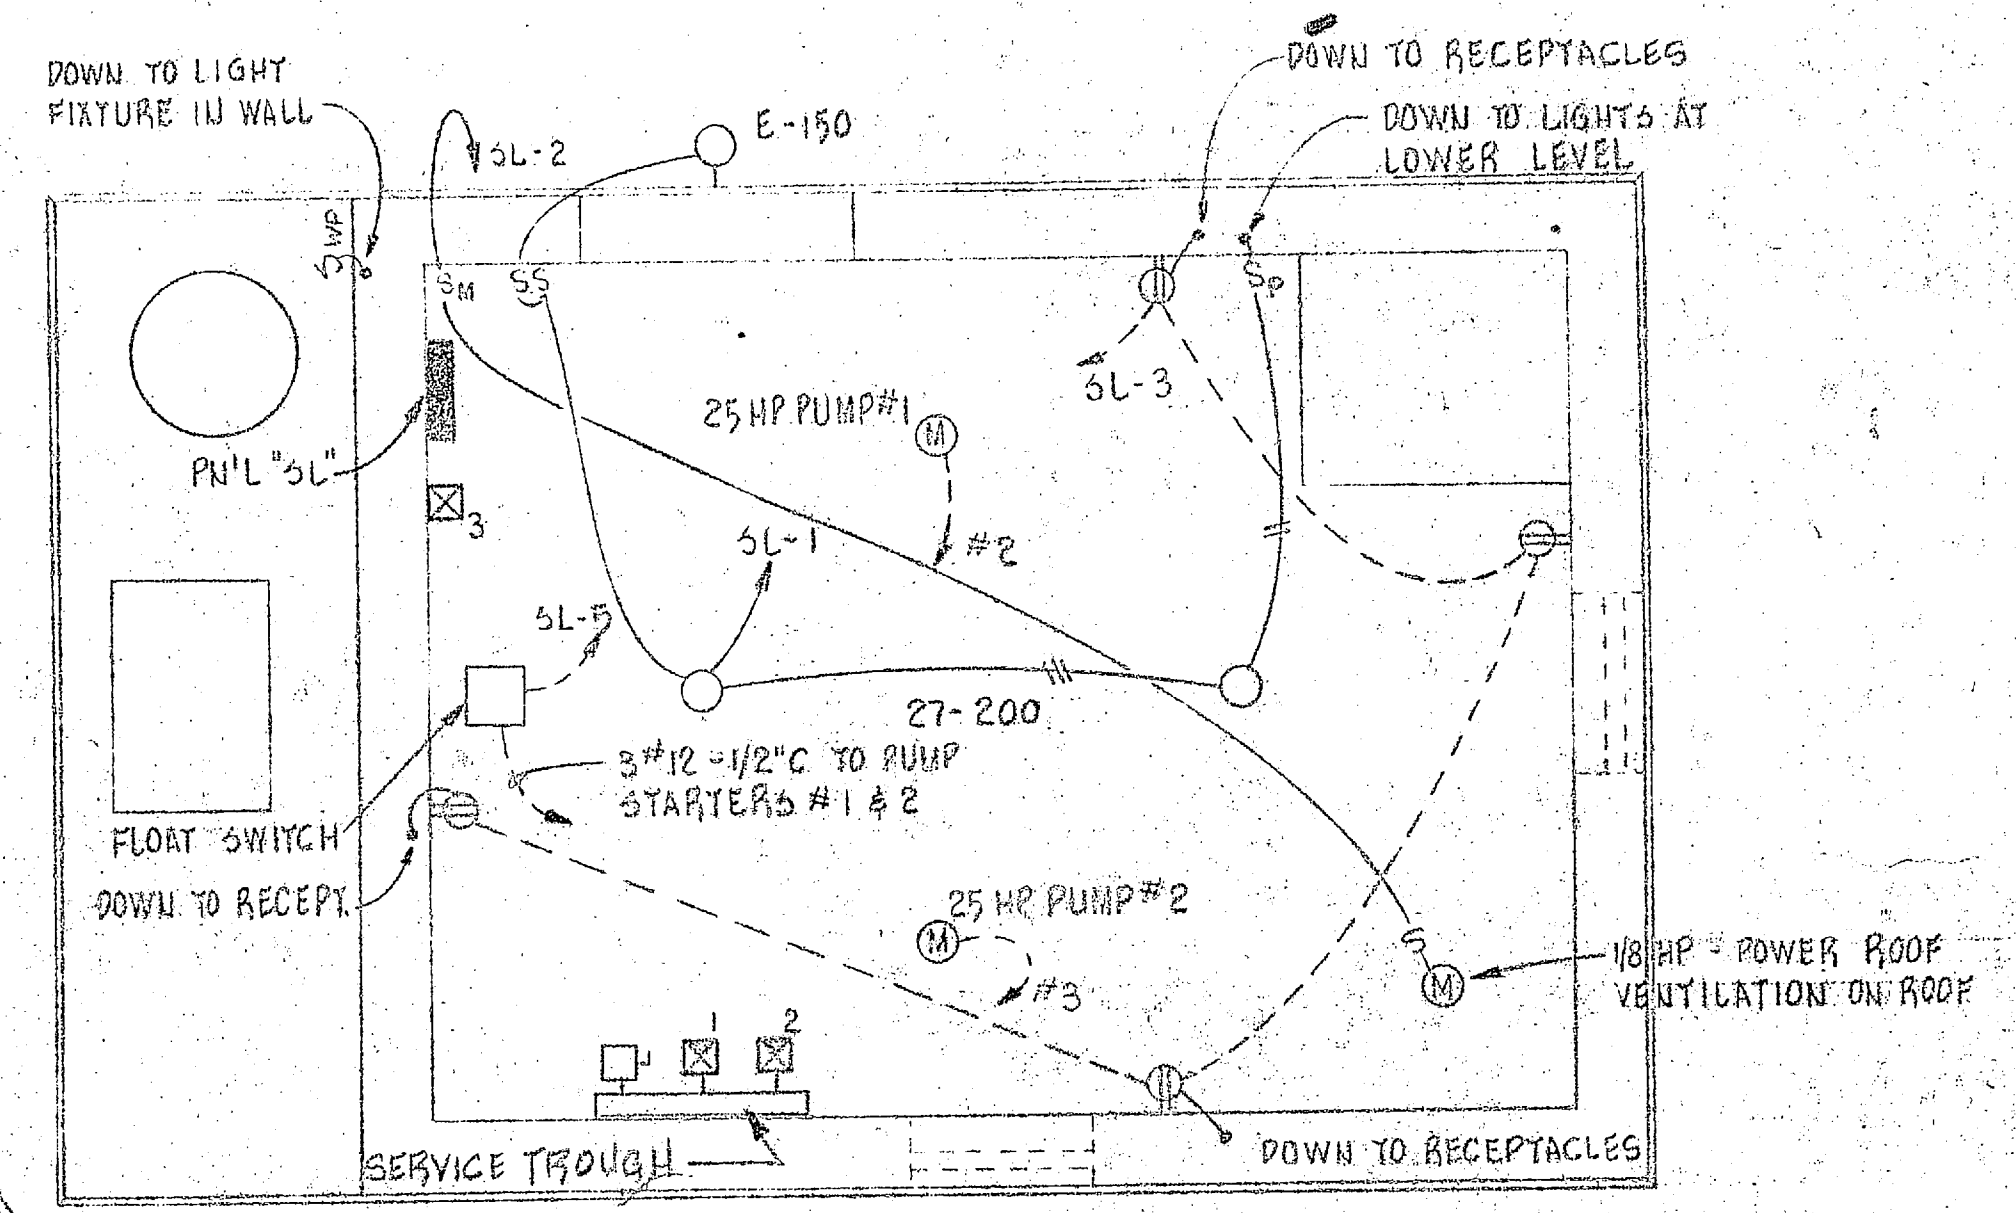 DOWN TO LIGHT
FIXTURE IN WALL
SL-2
E-150
DOWN TO RECEPTACLES
DOWN TO LIGHTS AT
LOWER LEVEL
S WP
S M
SS
S P
SL-3
25 HP PUMP #1
M
PN'L "SL"
3
SL-1
#2
SL-5
27-200
3#12-1/2"C TO PUMP
STARTERS #1 & 2
FLOAT SWITCH
DOWN TO RECEPT.
25 HP PUMP #2
M
#3
S
M
1/8 HP - POWER ROOF
VENTILATION ON ROOF
1
2
SERVICE TROUGH
DOWN TO RECEPTACLES